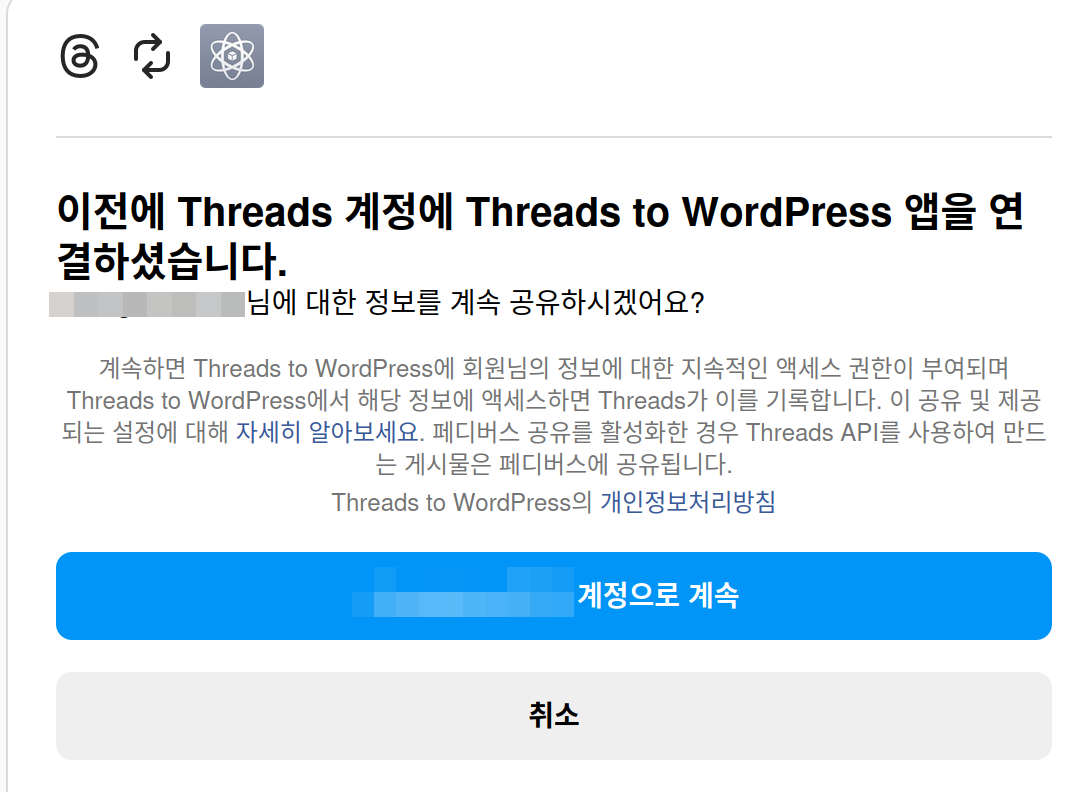 이전에 Threads 계정에 Threads to WordPress 앱을 연
결하셨습니다.
님에 대한 정보를 계속 공유하시겠어요?
계속하면 Threads to WordPress에 회원님의 정보에 대한 지속적인 액세스 권한이 부여되며
Threads to WordPress에서 해당 정보에 액세스하면 Threads가 이를 기록합니다. 이 공유 및 제공
되는 설정에 대해 자세히 알아보세요. 페디버스 공유를 활성화한 경우 Threads API를 사용하여 만드
는 게시물은 페디버스에 공유됩니다.
Threads to WordPress의 개인정보처리방침
계정으로 계속
취소